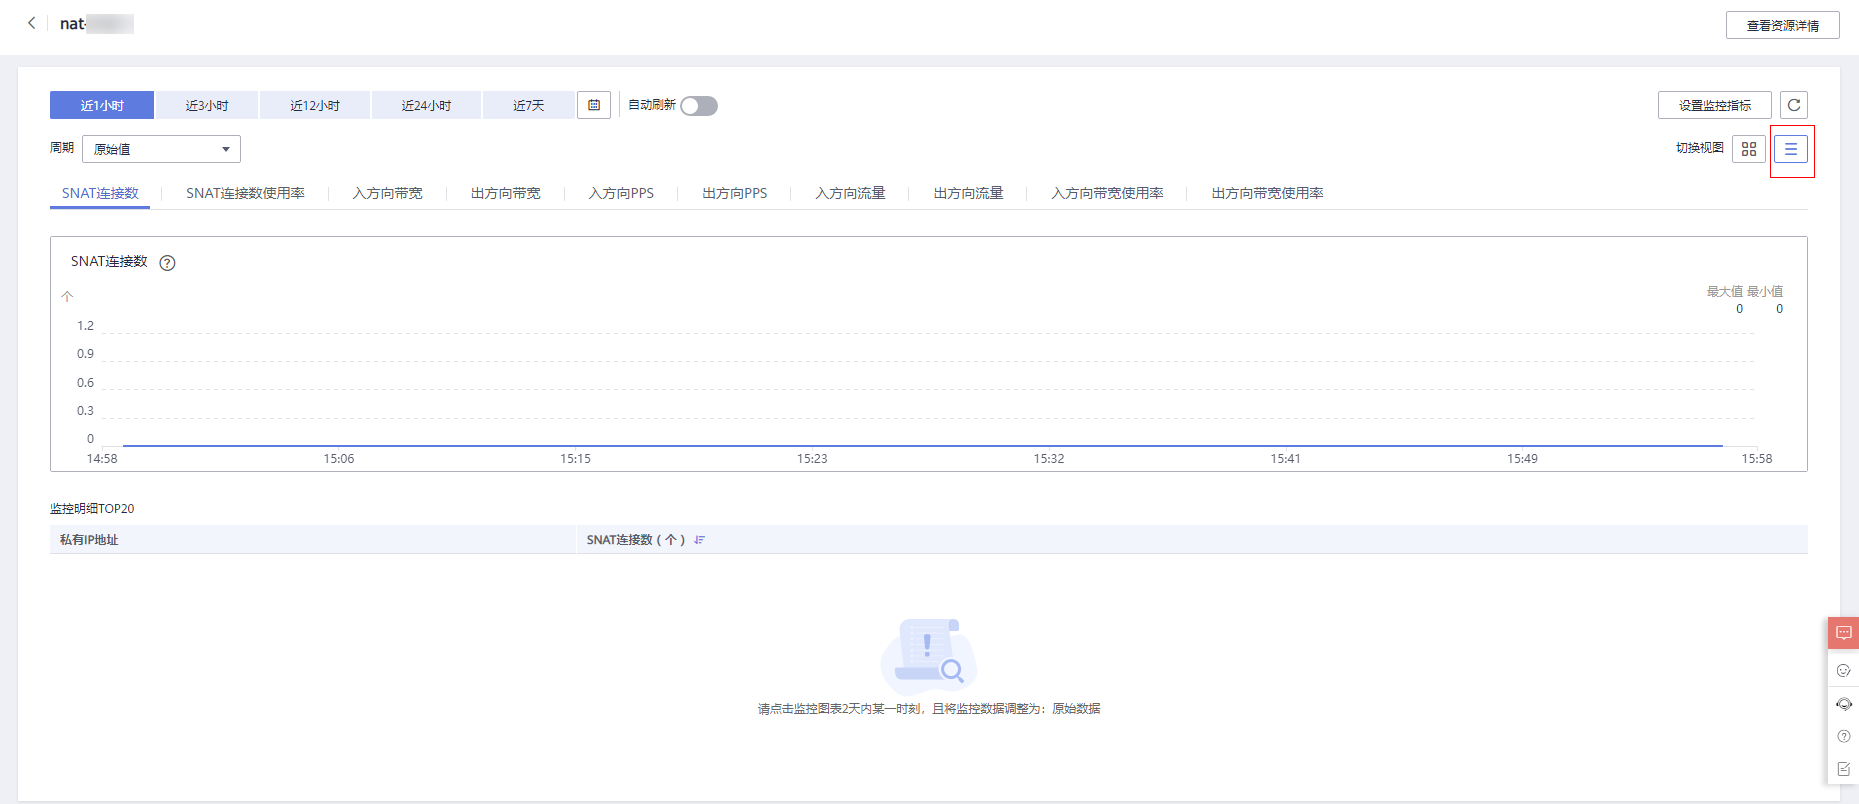 nat-
查看资源详情
近1小时 近3小时 近12小时 近24小时 近7天 自动刷新 设置监控指标
周期 原始值 切换视图
SNAT连接数 SNAT连接数使用率 入方向带宽 出方向带宽 入方向PPS 出方向PPS 入方向流量 出方向流量 入方向带宽使用率 出方向带宽使用率
SNAT连接数 ?
个
最大值 最小值
0 0
1.2
0.9
0.6
0.3
0
14:58 15:06 15:15 15:23 15:32 15:41 15:49 15:58
监控明细TOP20
私有IP地址 SNAT连接数（个）
请点击监控图表2天内某一时刻，且将监控数据调整为：原始数据